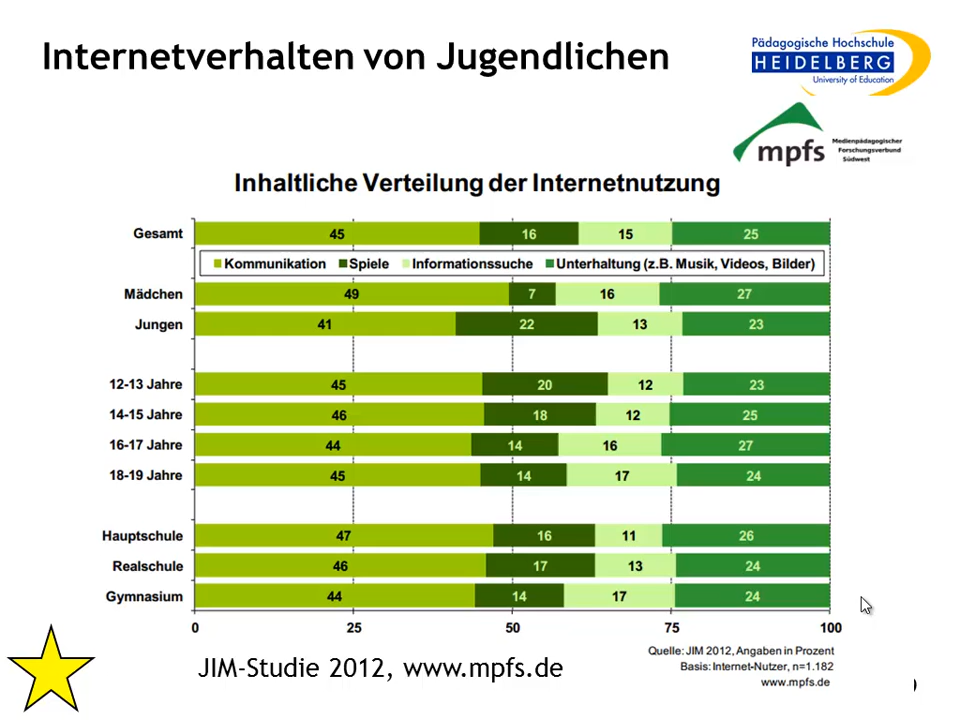 Internetverhalten von Jugendlichen
Pädagogische Hochschule
HEIDELBERG
University of Education
mpfs
Medienpädagogischer
Forschungsverbund
Südwest
Inhaltliche Verteilung der Internetnutzung
Gesamt 45 16 15 25
Kommunikation Spiele Informationssuche Unterhaltung (z.B. Musik, Videos, Bilder)
Mädchen 49 7 16 27
Jungen 41 22 13 23
12-13 Jahre 45 20 12 23
14-15 Jahre 46 18 12 25
16-17 Jahre 44 14 16 27
18-19 Jahre 45 14 17 24
Hauptschule 47 16 11 26
Realschule 46 17 13 24
Gymnasium 44 14 17 24
0 25 50 75 100
Quelle: JIM 2012, Angaben in Prozent
Basis: Internet-Nutzer, n=1.182
www.mpfs.de
JIM-Studie 2012, www.mpfs.de